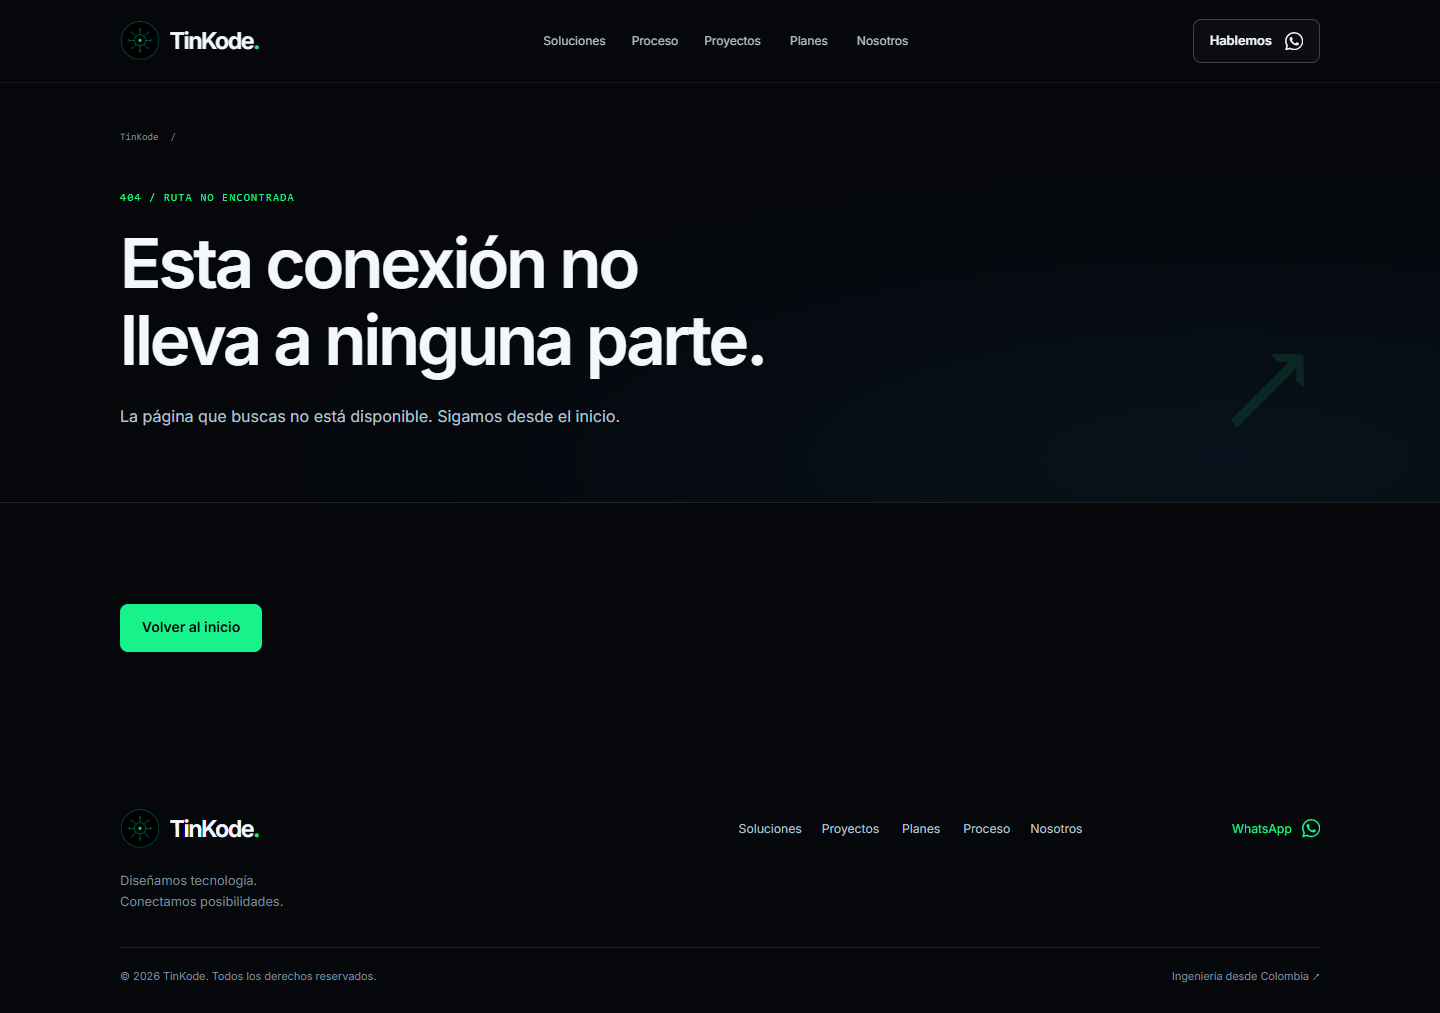 TinKode.
Soluciones Proceso Proyectos Planes Nosotros
Hablemos
TinKode /
404 / RUTA NO ENCONTRADA
Esta conexión no
lleva a ninguna parte.
La página que buscas no está disponible. Sigamos desde el inicio.
Volver al inicio
TinKode.
Soluciones Proyectos Planes Proceso Nosotros
WhatsApp
Diseñamos tecnología.
Conectamos posibilidades.
© 2026 TinKode. Todos los derechos reservados.
Ingeniería desde Colombia ↗